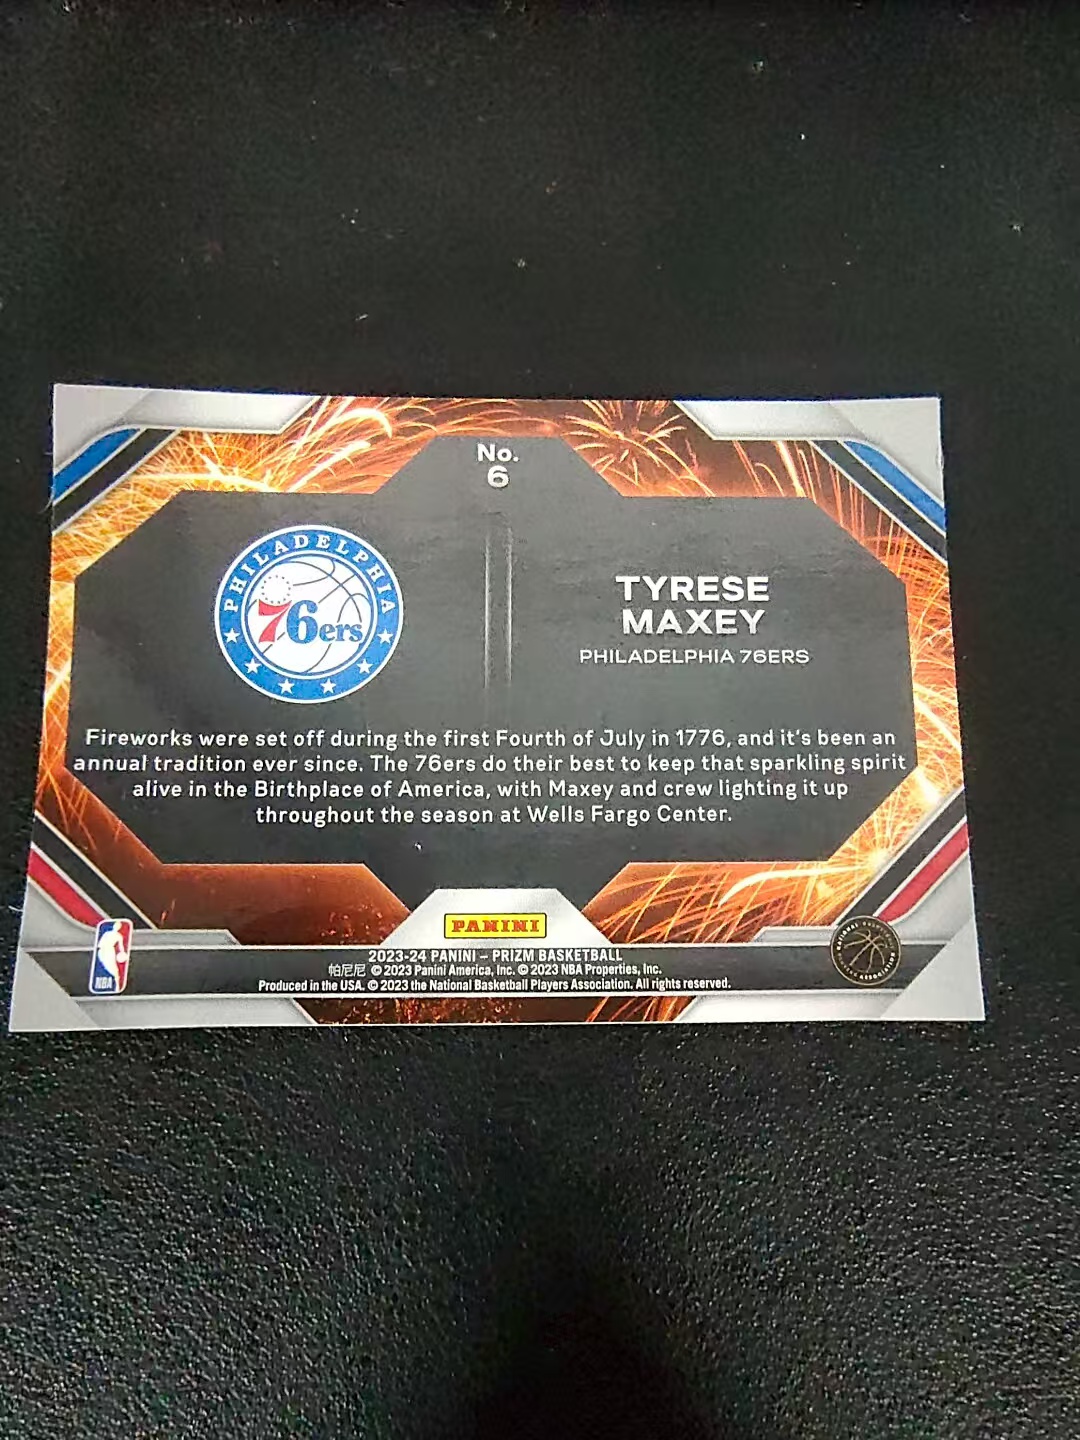 No.
6
PHILADELPHIA
76ers
TYRESE
MAXEY
PHILADELPHIA 76ERS
Fireworks were set off during the first Fourth of July in 1776, and it's been an
annual tradition ever since. The 76ers do their best to keep that sparkling spirit
alive in the Birthplace of America, with Maxey and crew lighting it up
throughout the season at Wells Fargo Center.
PANINI
2023-24 PANINI – PRIZM BASKETBALL
帕尼尼 © 2023 Panini America, Inc. © 2023 NBA Properties, Inc.
Produced in the USA. © 2023 the National Basketball Players Association. All rights reserved.
NBA